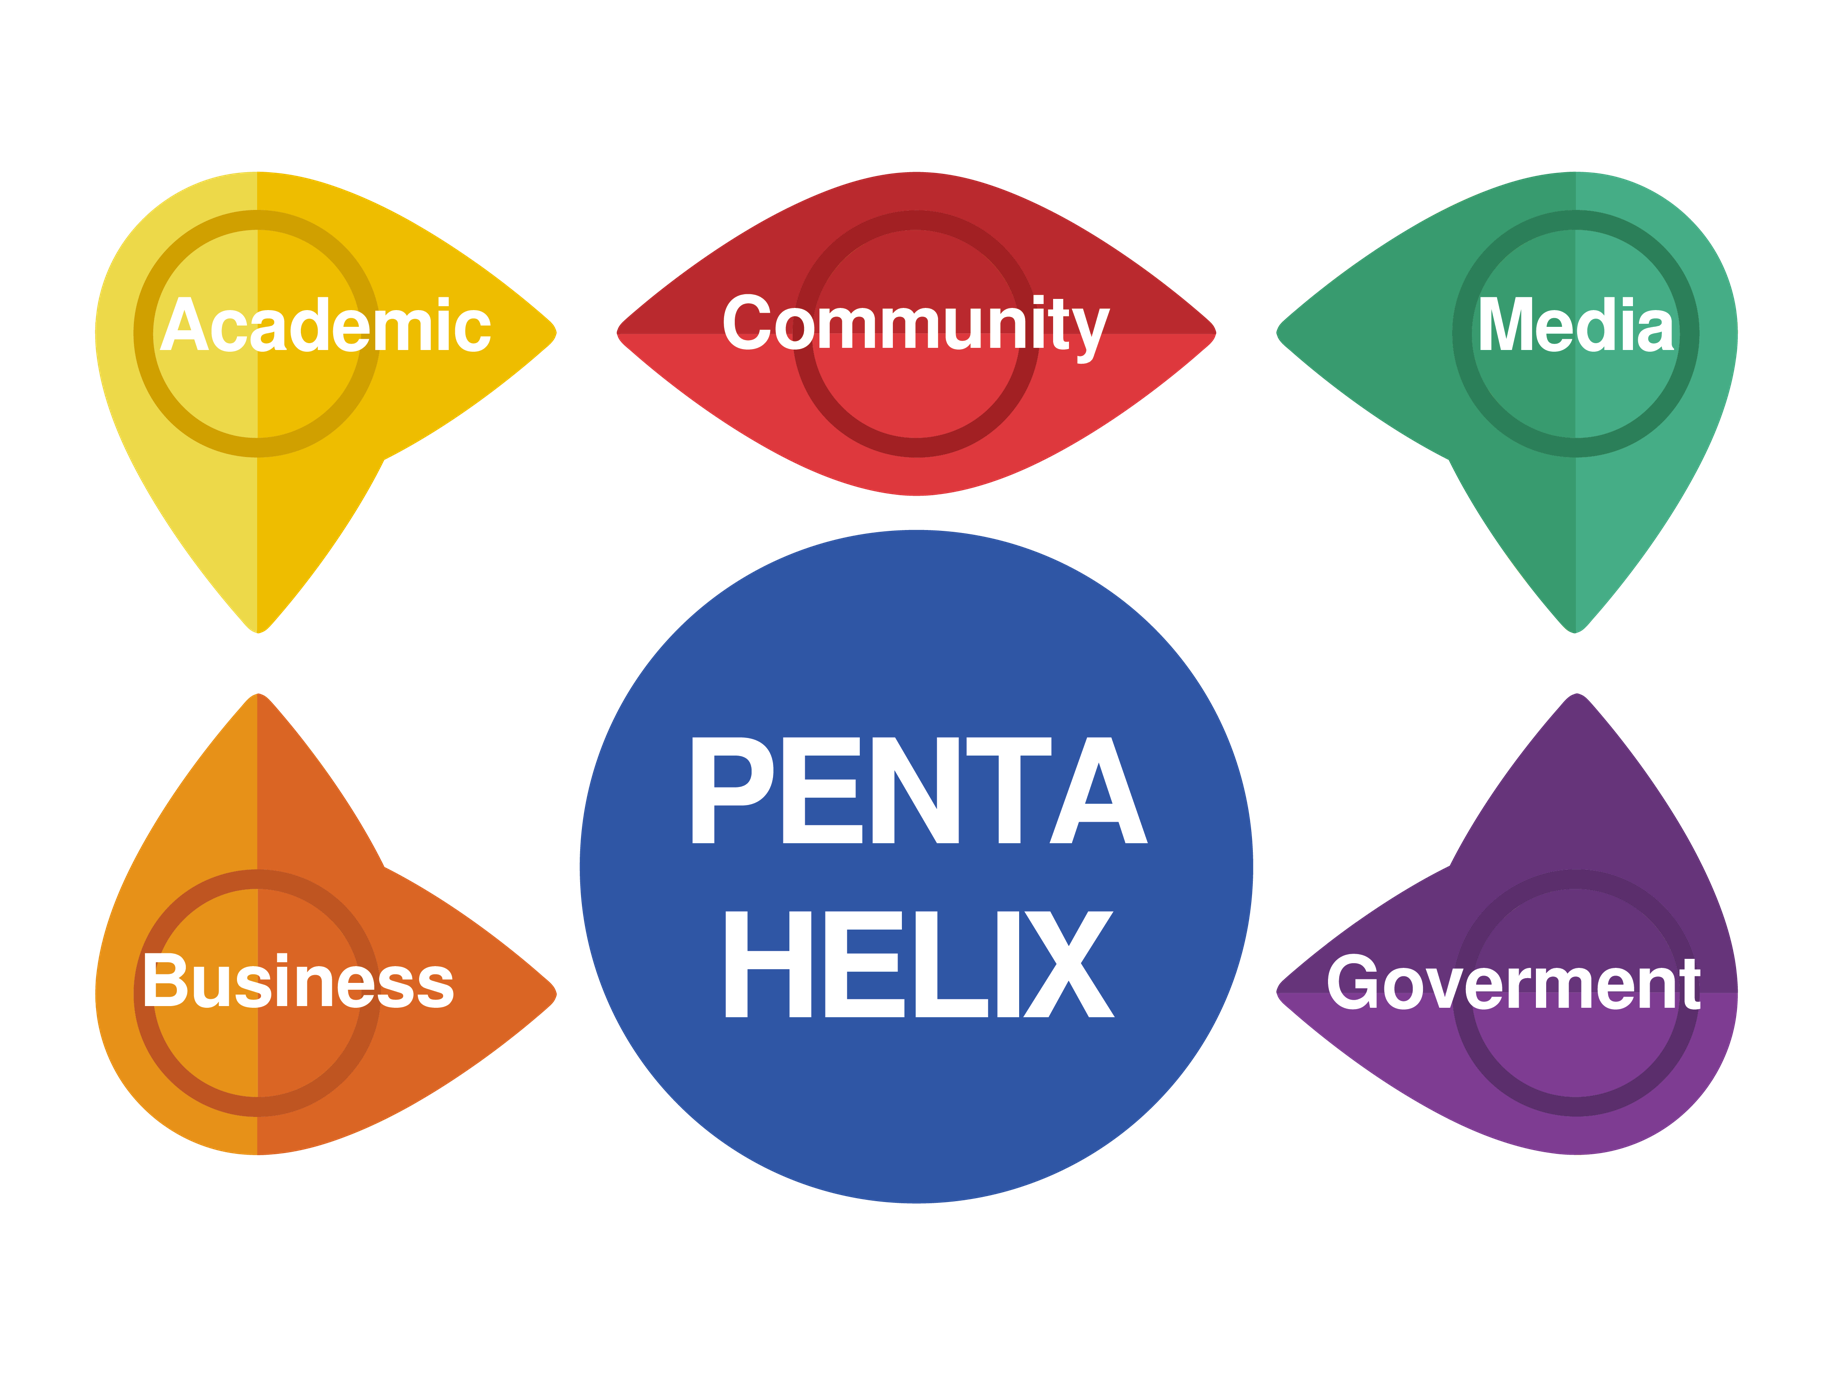 Academic
Community
Media
PENTA
HELIX
Business
Goverment